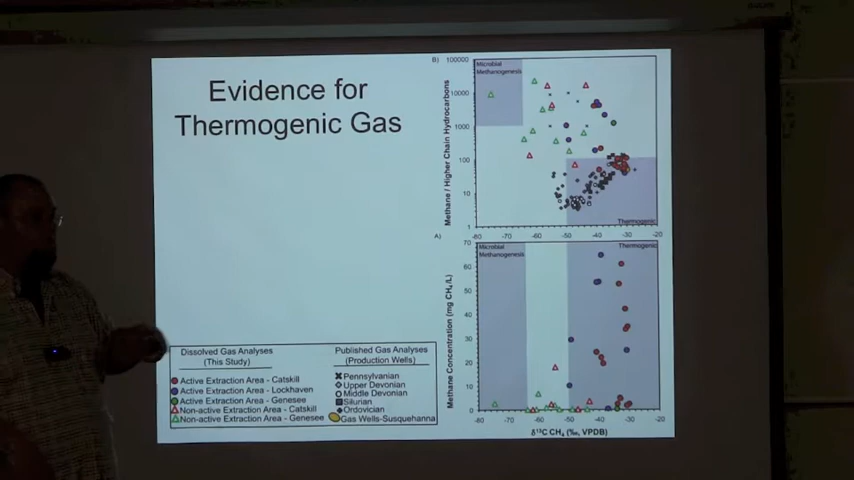 Evidence for
Thermogenic Gas
B)
Microbial
Methanogenesis
Thermogenic
Methane / Higher Chain Hydrocarbons
100000
10000
1000
100
10
1
-80 -70 -60 -50 -40 -30 -20
A)
Microbial
Methanogenesis
Thermogenic
Methane Concentration (mg CH₄/L)
70
60
50
40
30
20
10
0
-80 -70 -60 -50 -40 -30 -20
δ¹³C CH₄ (‰, VPDB)
Dissolved Gas Analyses
(This Study)
Active Extraction Area - Catskill
Active Extraction Area - Lockhaven
Active Extraction Area - Genesee
Non-active Extraction Area - Catskill
Non-active Extraction Area - Genesee
Published Gas Analyses
(Production Wells)
Pennsylvanian
Upper Devonian
Middle Devonian
Silurian
Ordovician
Gas Wells-Susquehanna